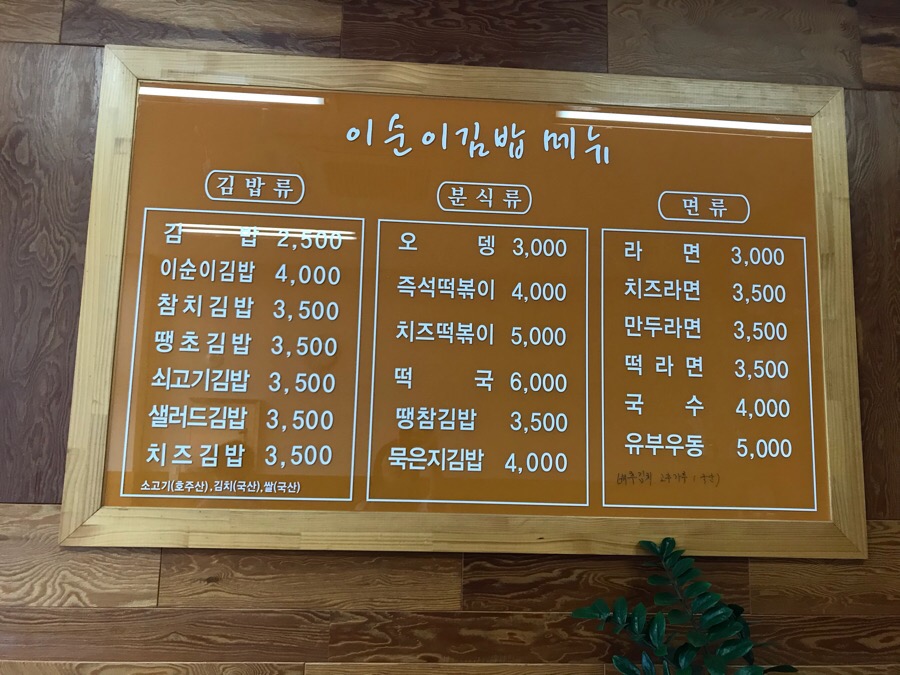 이순이김밥 메뉴
김밥류
김밥 2,500
이순이김밥 4,000
참치김밥 3,500
땡초김밥 3,500
쇠고기김밥 3,500
샐러드김밥 3,500
치즈김밥 3,500
소고기(호주산),김치(국산),쌀(국산)
분식류
오뎅 3,000
즉석떡볶이 4,000
치즈떡볶이 5,000
떡국 6,000
땡참김밥 3,500
묵은지김밥 4,000
면류
라면 3,000
치즈라면 3,500
만두라면 3,500
떡라면 3,500
국수 4,000
유부우동 5,000